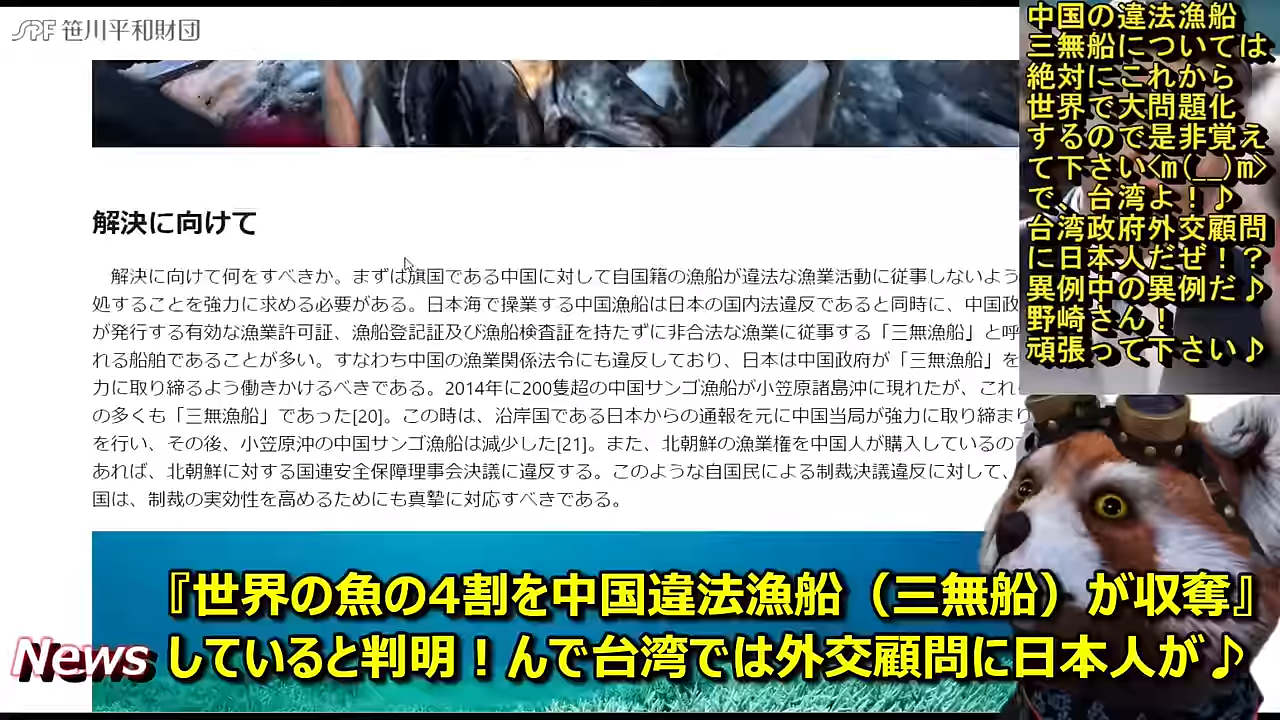 SPF 笹川平和財団
中国の違法漁船
三無船については
絶対にこれから
世界で大問題化
するので是非覚え
て下さい<m(__)m>
で、台湾よ！♪
台湾政府外交顧問
に日本人だぜ！？
異例中の異例だ♪
野崎さん！
頑張って下さい♪
解決に向けて
解決に向けて何をすべきか。まずは旗国である中国に対して自国籍の漁船が違法な漁業活動に従事しないよう
処することを強力に求める必要がある。日本海で操業する中国漁船は日本の国内法違反であると同時に、中国政
が発行する有効な漁業許可証、漁船登記証及び漁船検査証を持たずに非合法な漁業に従事する「三無漁船」と呼
れる船舶であることが多い。すなわち中国の漁業関係法令にも違反しており、日本は中国政府が「三無漁船」を
力に取り締るよう働きかけるべきである。2014年に200隻超の中国サンゴ漁船が小笠原諸島沖に現れたが、これ
の多くも「三無漁船」であった[20]。この時は、沿岸国である日本からの通報を元に中国当局が強力に取り締まり
を行い、その後、小笠原沖の中国サンゴ漁船は減少した[21]。また、北朝鮮の漁業権を中国人が購入しているので
あれば、北朝鮮に対する国連安全保障理事会決議に違反する。このような自国民による制裁決議違反に対して、
国は、制裁の実効性を高めるためにも真摯に対応すべきである。
『世界の魚の4割を中国違法漁船（三無船）が収奪』
News していると判明！んで台湾では外交顧問に日本人が♪